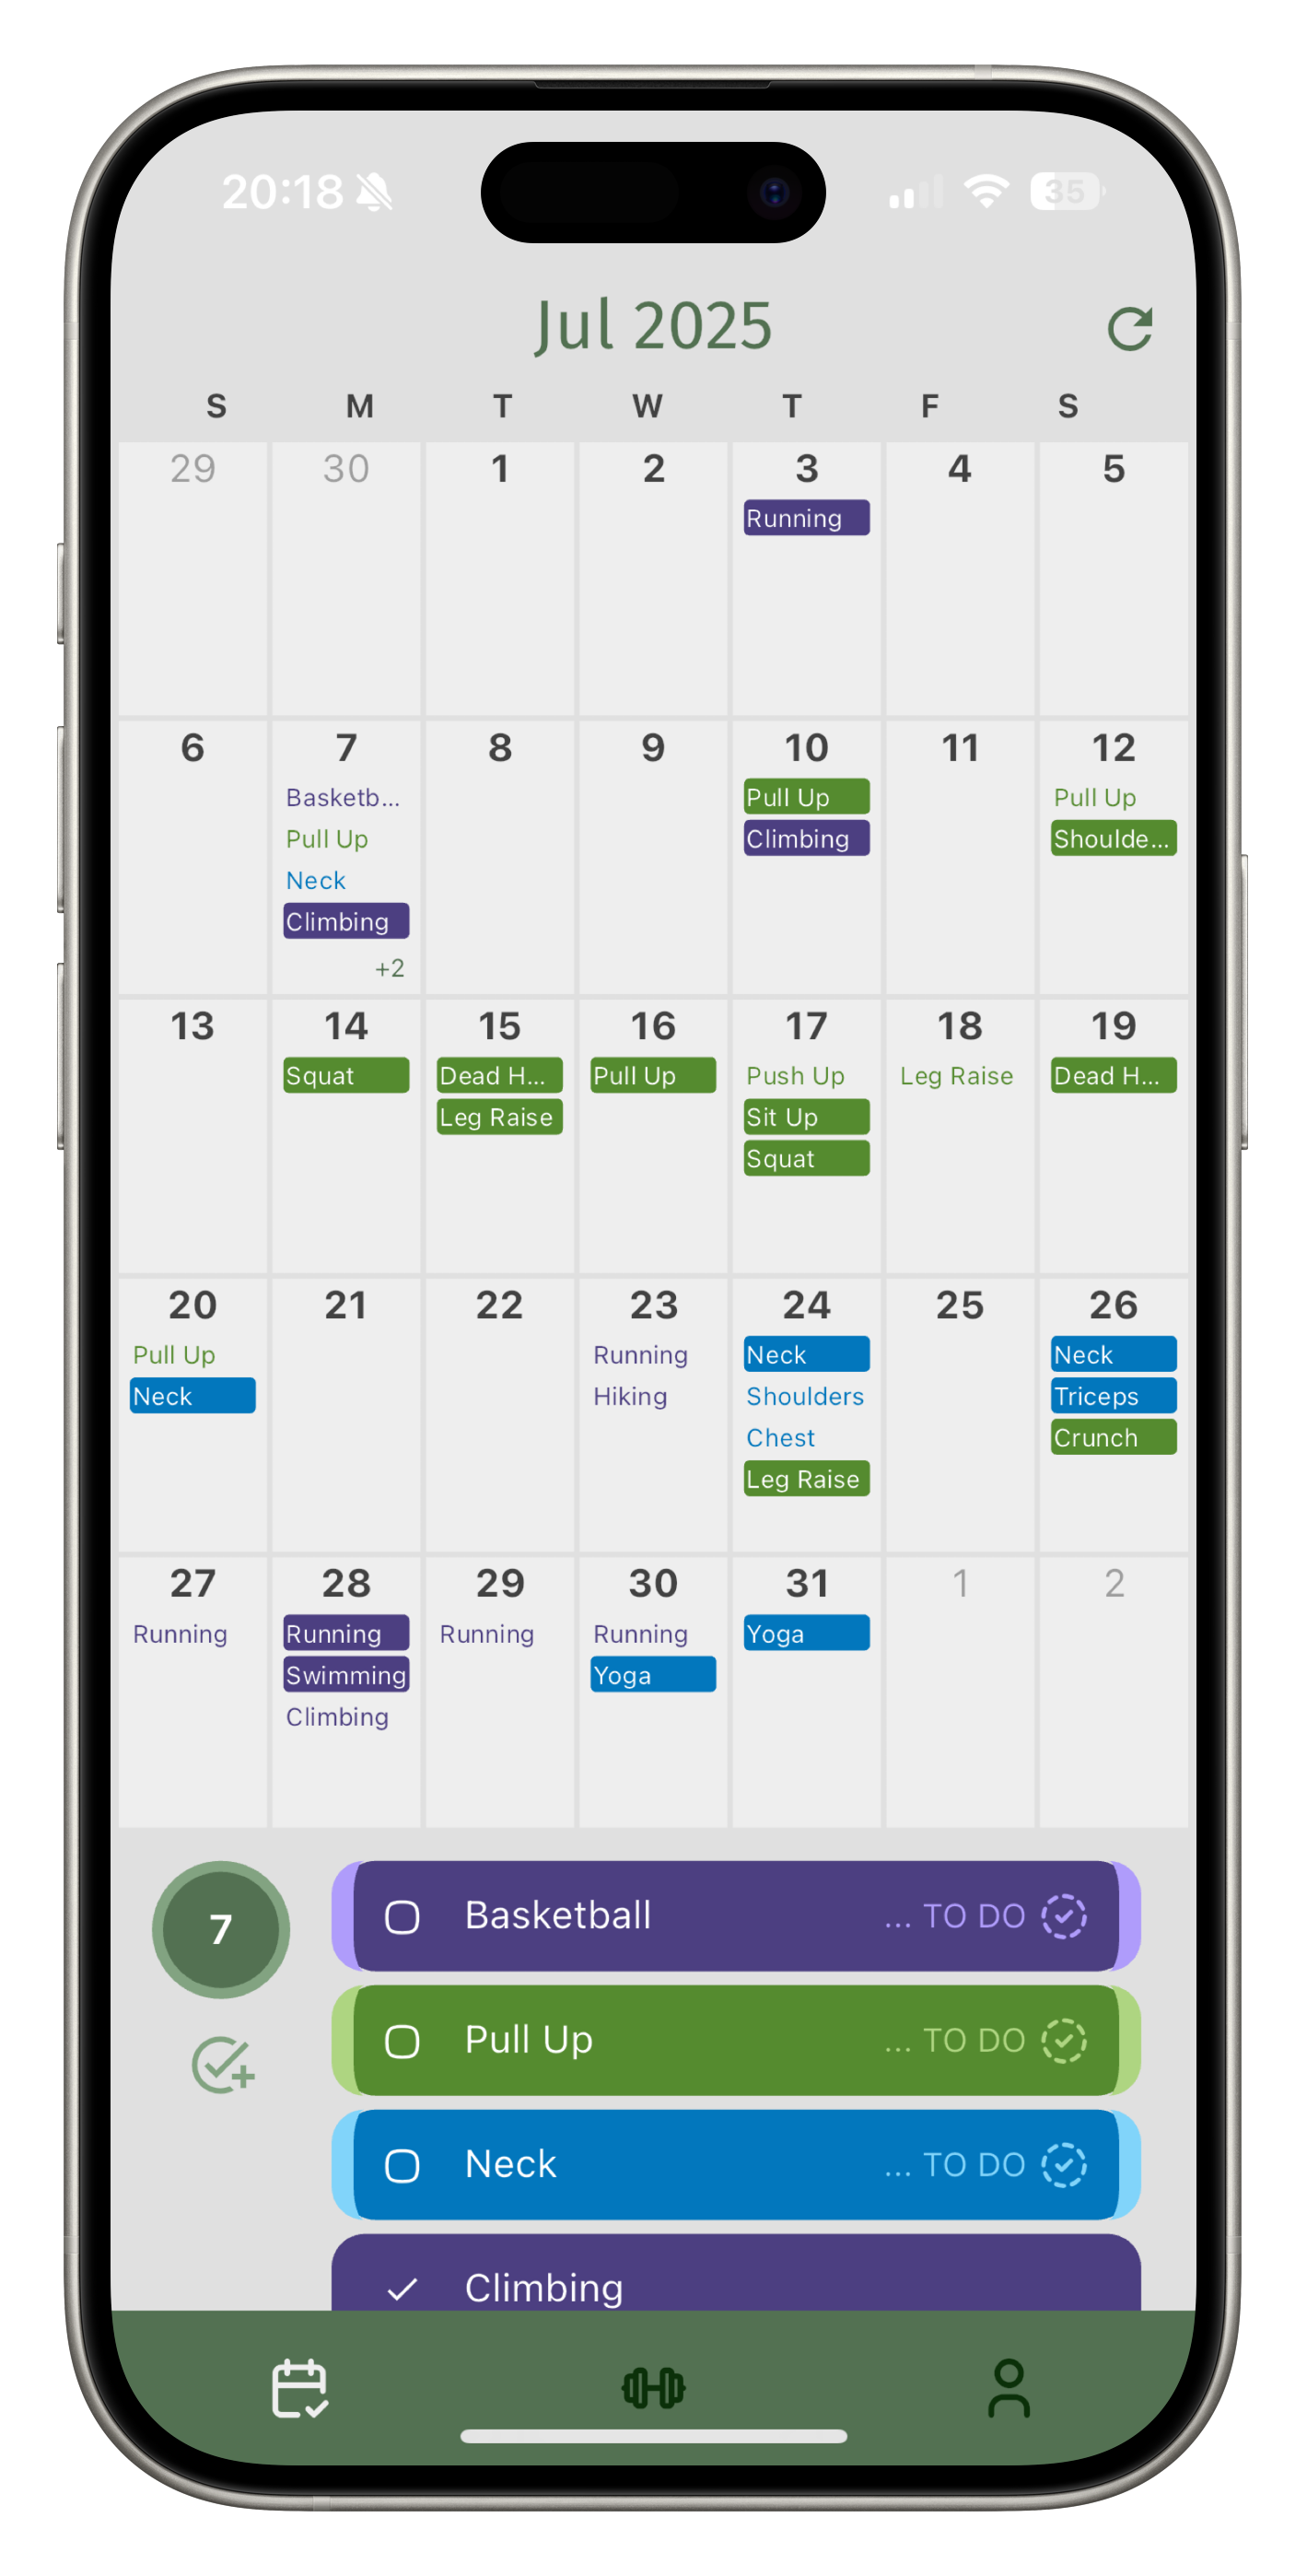 20:18 35
Jul 2025
S M T W T F S
29 30 1 2 3 4 5
Running
6 7 8 9 10 11 12
Basketb... Pull Up Pull Up
Pull Up Climbing Shoulde...
Neck
Climbing
+2
13 14 15 16 17 18 19
Squat Dead H... Pull Up Push Up Leg Raise Dead H...
Leg Raise Sit Up
Squat
20 21 22 23 24 25 26
Pull Up Running Neck Neck
Neck Hiking Shoulders Triceps
Chest Crunch
Leg Raise
27 28 29 30 31 1 2
Running Running Running Running Yoga
Swimming Yoga
Climbing
7 Basketball ... TO DO
Pull Up ... TO DO
Neck ... TO DO
Climbing